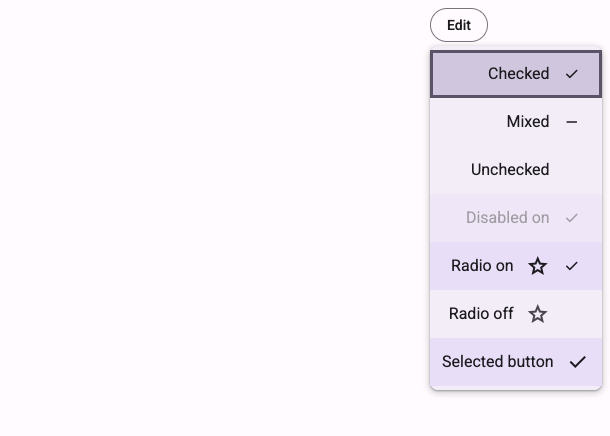 Edit
Checked
Mixed
Unchecked
Disabled on
Radio on
Radio off
Selected button